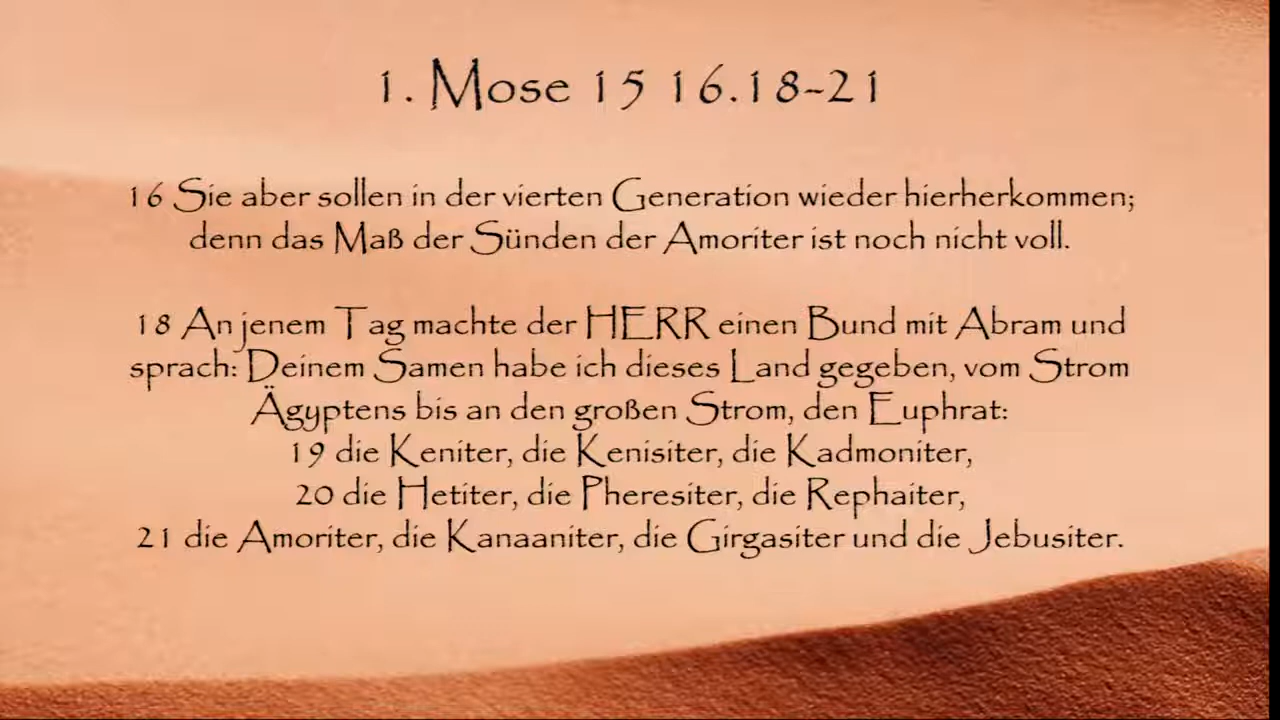 1. Mose 15 16.18-21
16 Sie aber sollen in der vierten Generation wieder hierherkommen;
denn das Maß der Sünden der Amoriter ist noch nicht voll.
18 An jenem Tag machte der HERR einen Bund mit Abram und
sprach: Deinem Samen habe ich dieses Land gegeben, vom Strom
Ägyptens bis an den großen Strom, den Euphrat:
19 die Keniter, die Kenisiter, die Kadmoniter,
20 die Hetiter, die Pheresiter, die Rephaiter,
21 die Amoriter, die Kanaaniter, die Girgasiter und die Jebusiter.